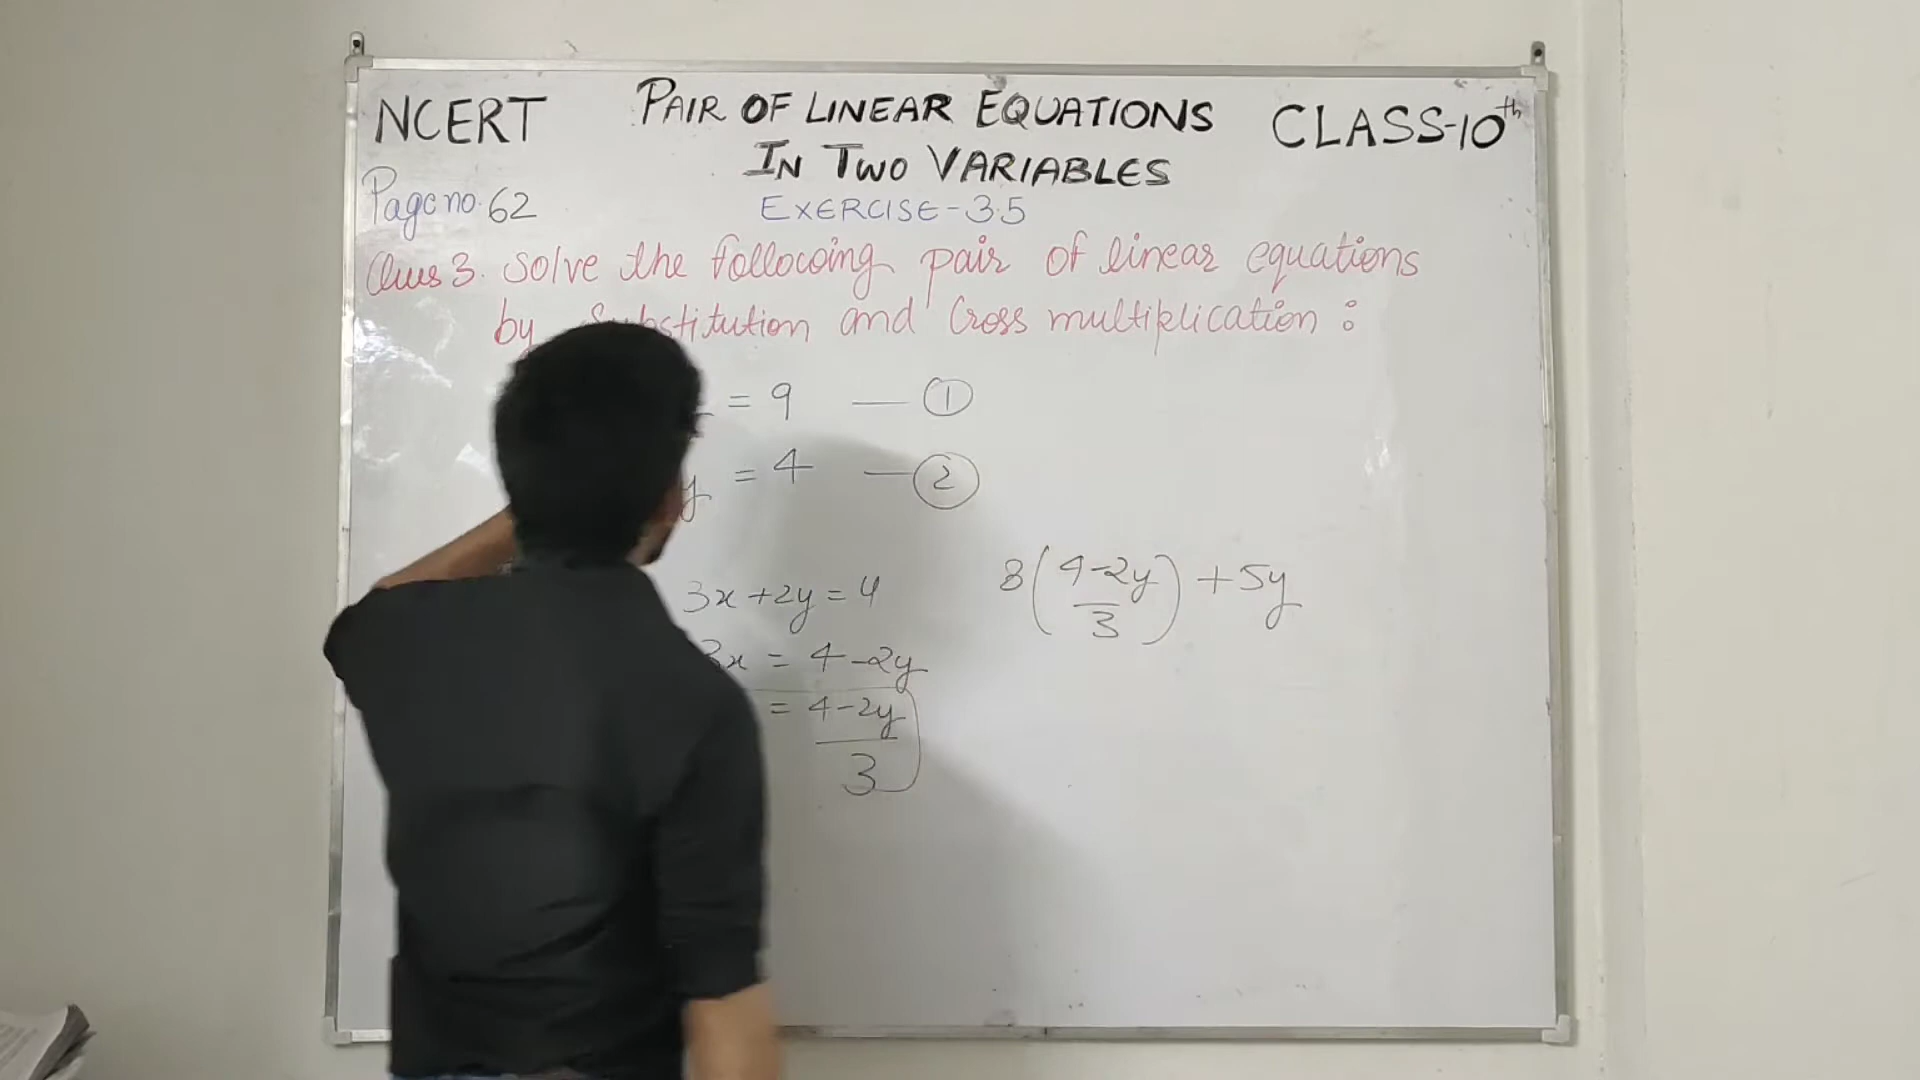 NCERT PAIR OF LINEAR EQUATIONS CLASS-10th
IN TWO VARIABLES
Page no. 62 EXERCISE-3.5
Ques 3. Solve the following pair of linear equations
by Substitution and Cross multiplication :
= 9 — ①
y = 4 — ②
3x + 2y = 4
3x = 4 - 2y
= 4-2y / 3
8(4-2y / 3) + 5y